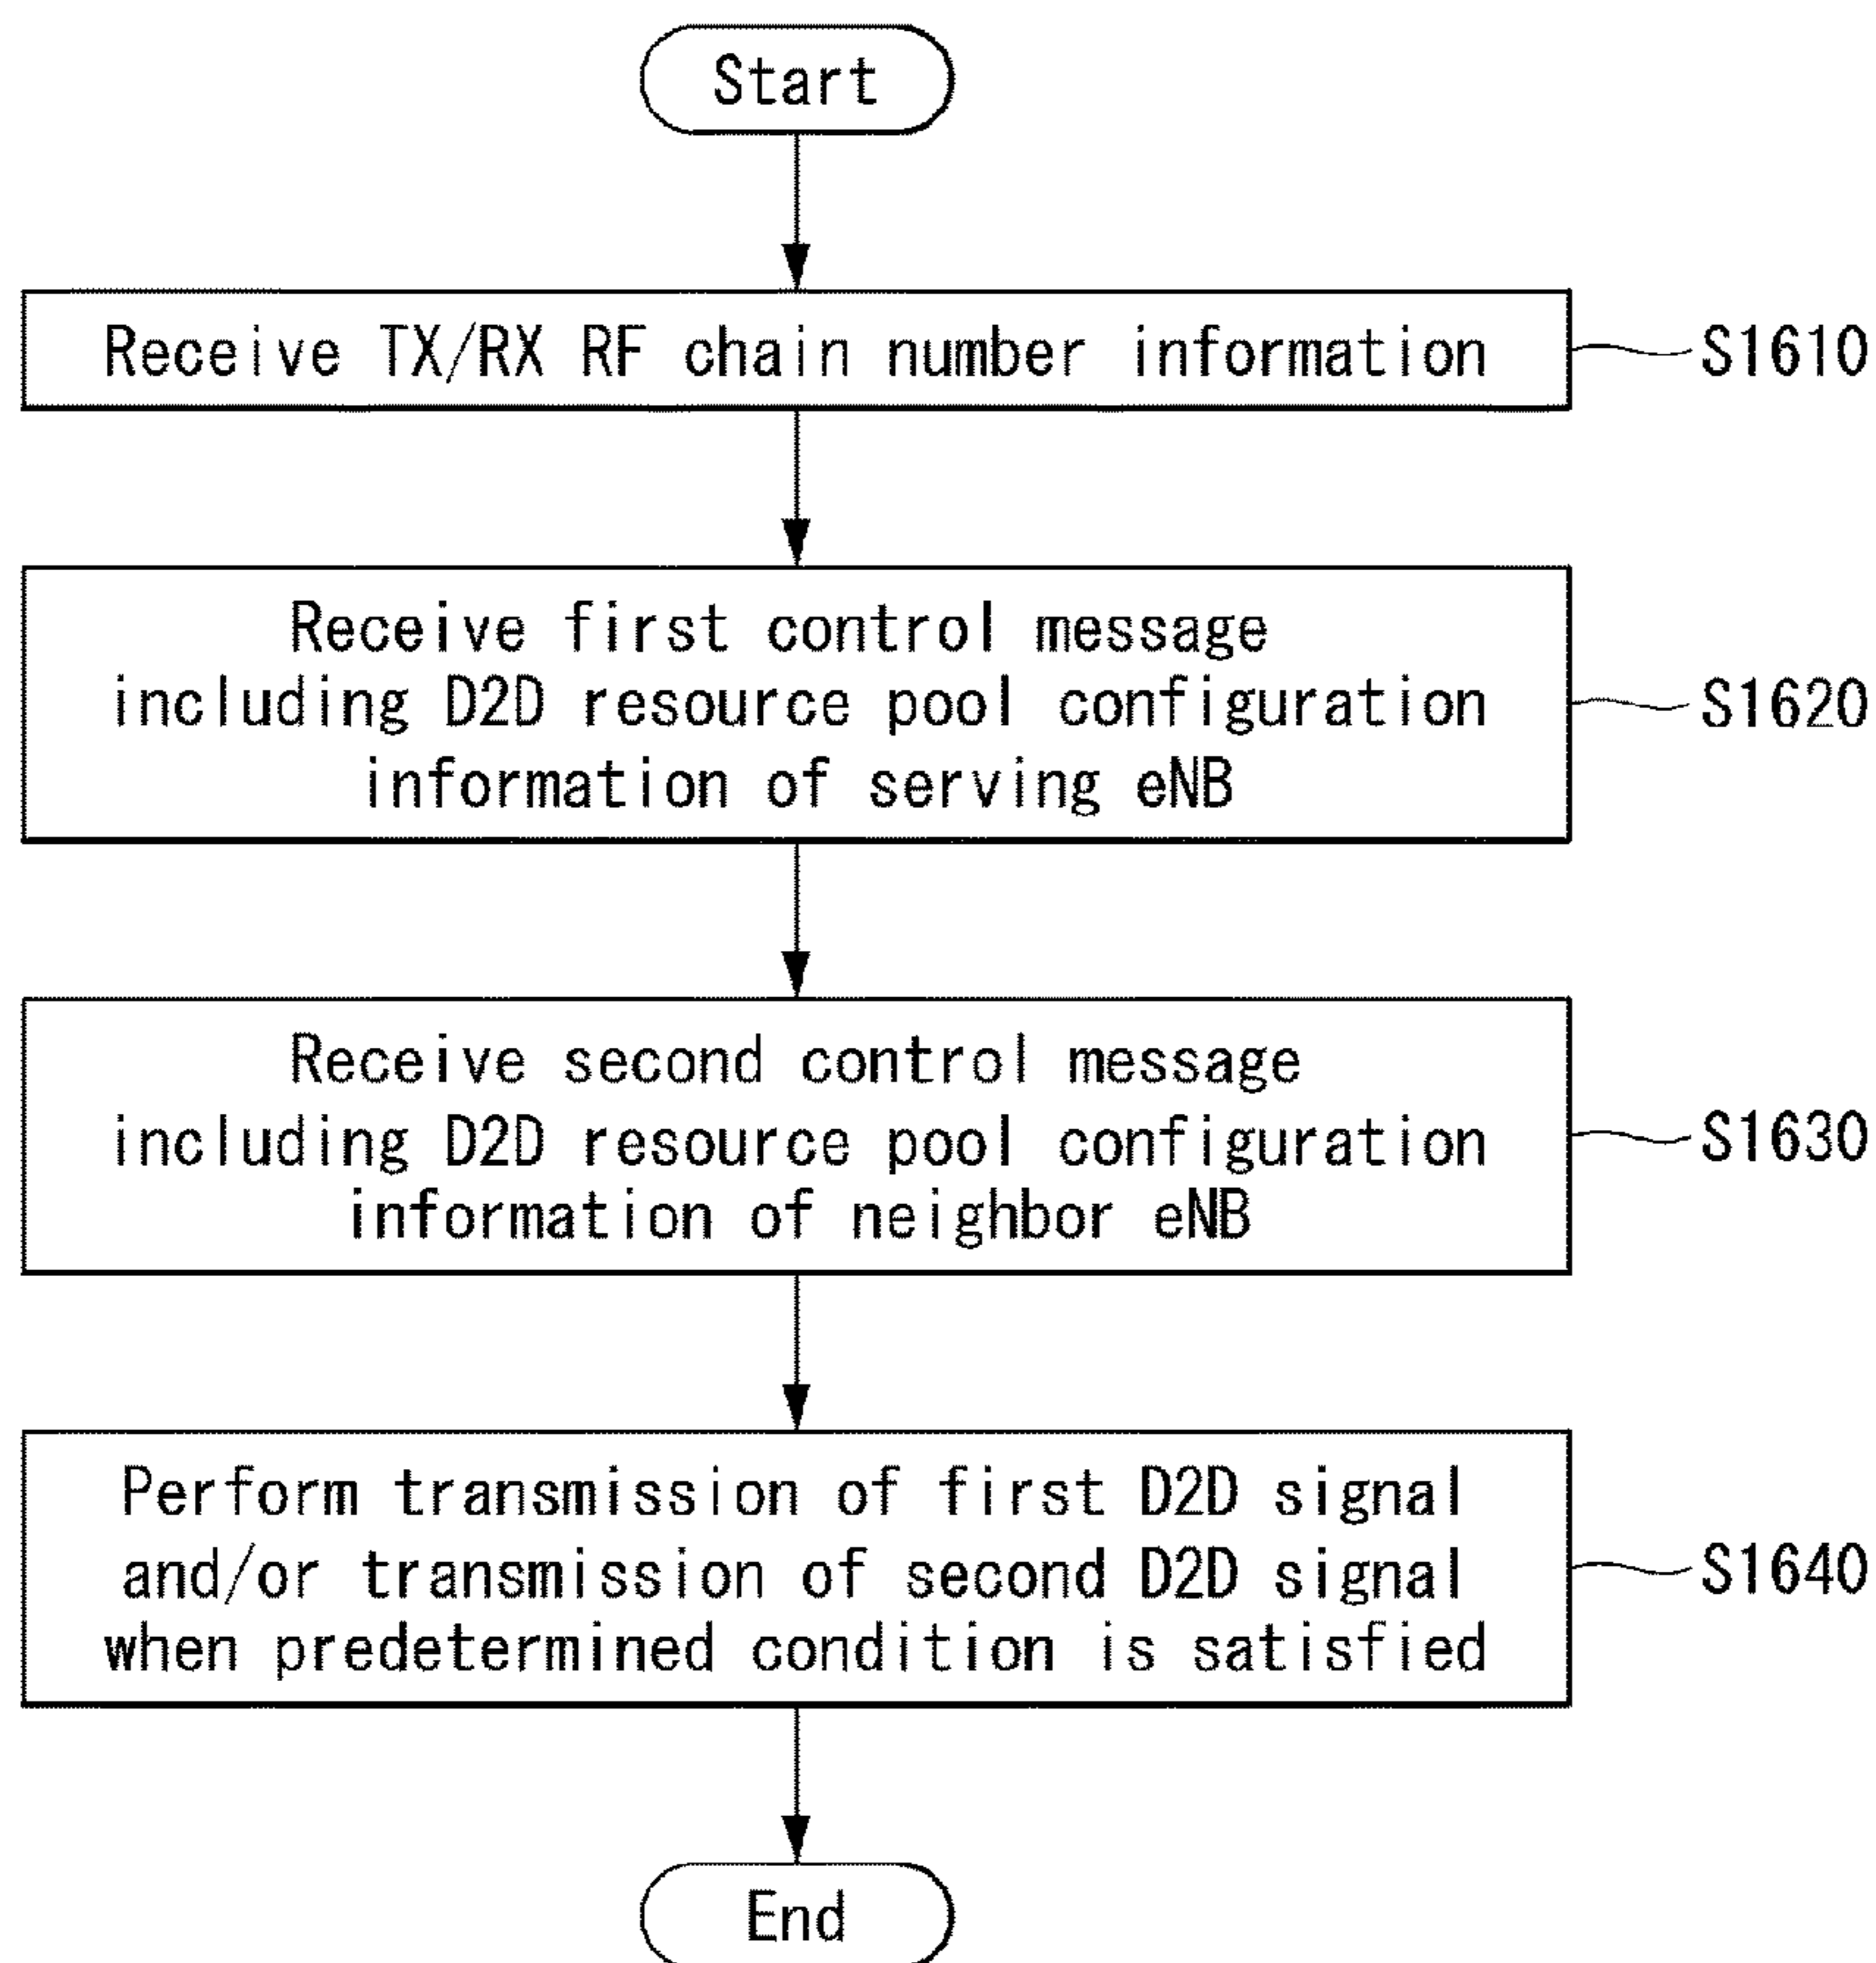 Start
Receive TX/RX RF chain number information
S1610
Receive first control message
including D2D resource pool configuration
information of serving eNB
S1620
Receive second control message
including D2D resource pool configuration
information of neighbor eNB
S1630
Perform transmission of first D2D signal
and/or transmission of second D2D signal
when predetermined condition is satisfied
S1640
End